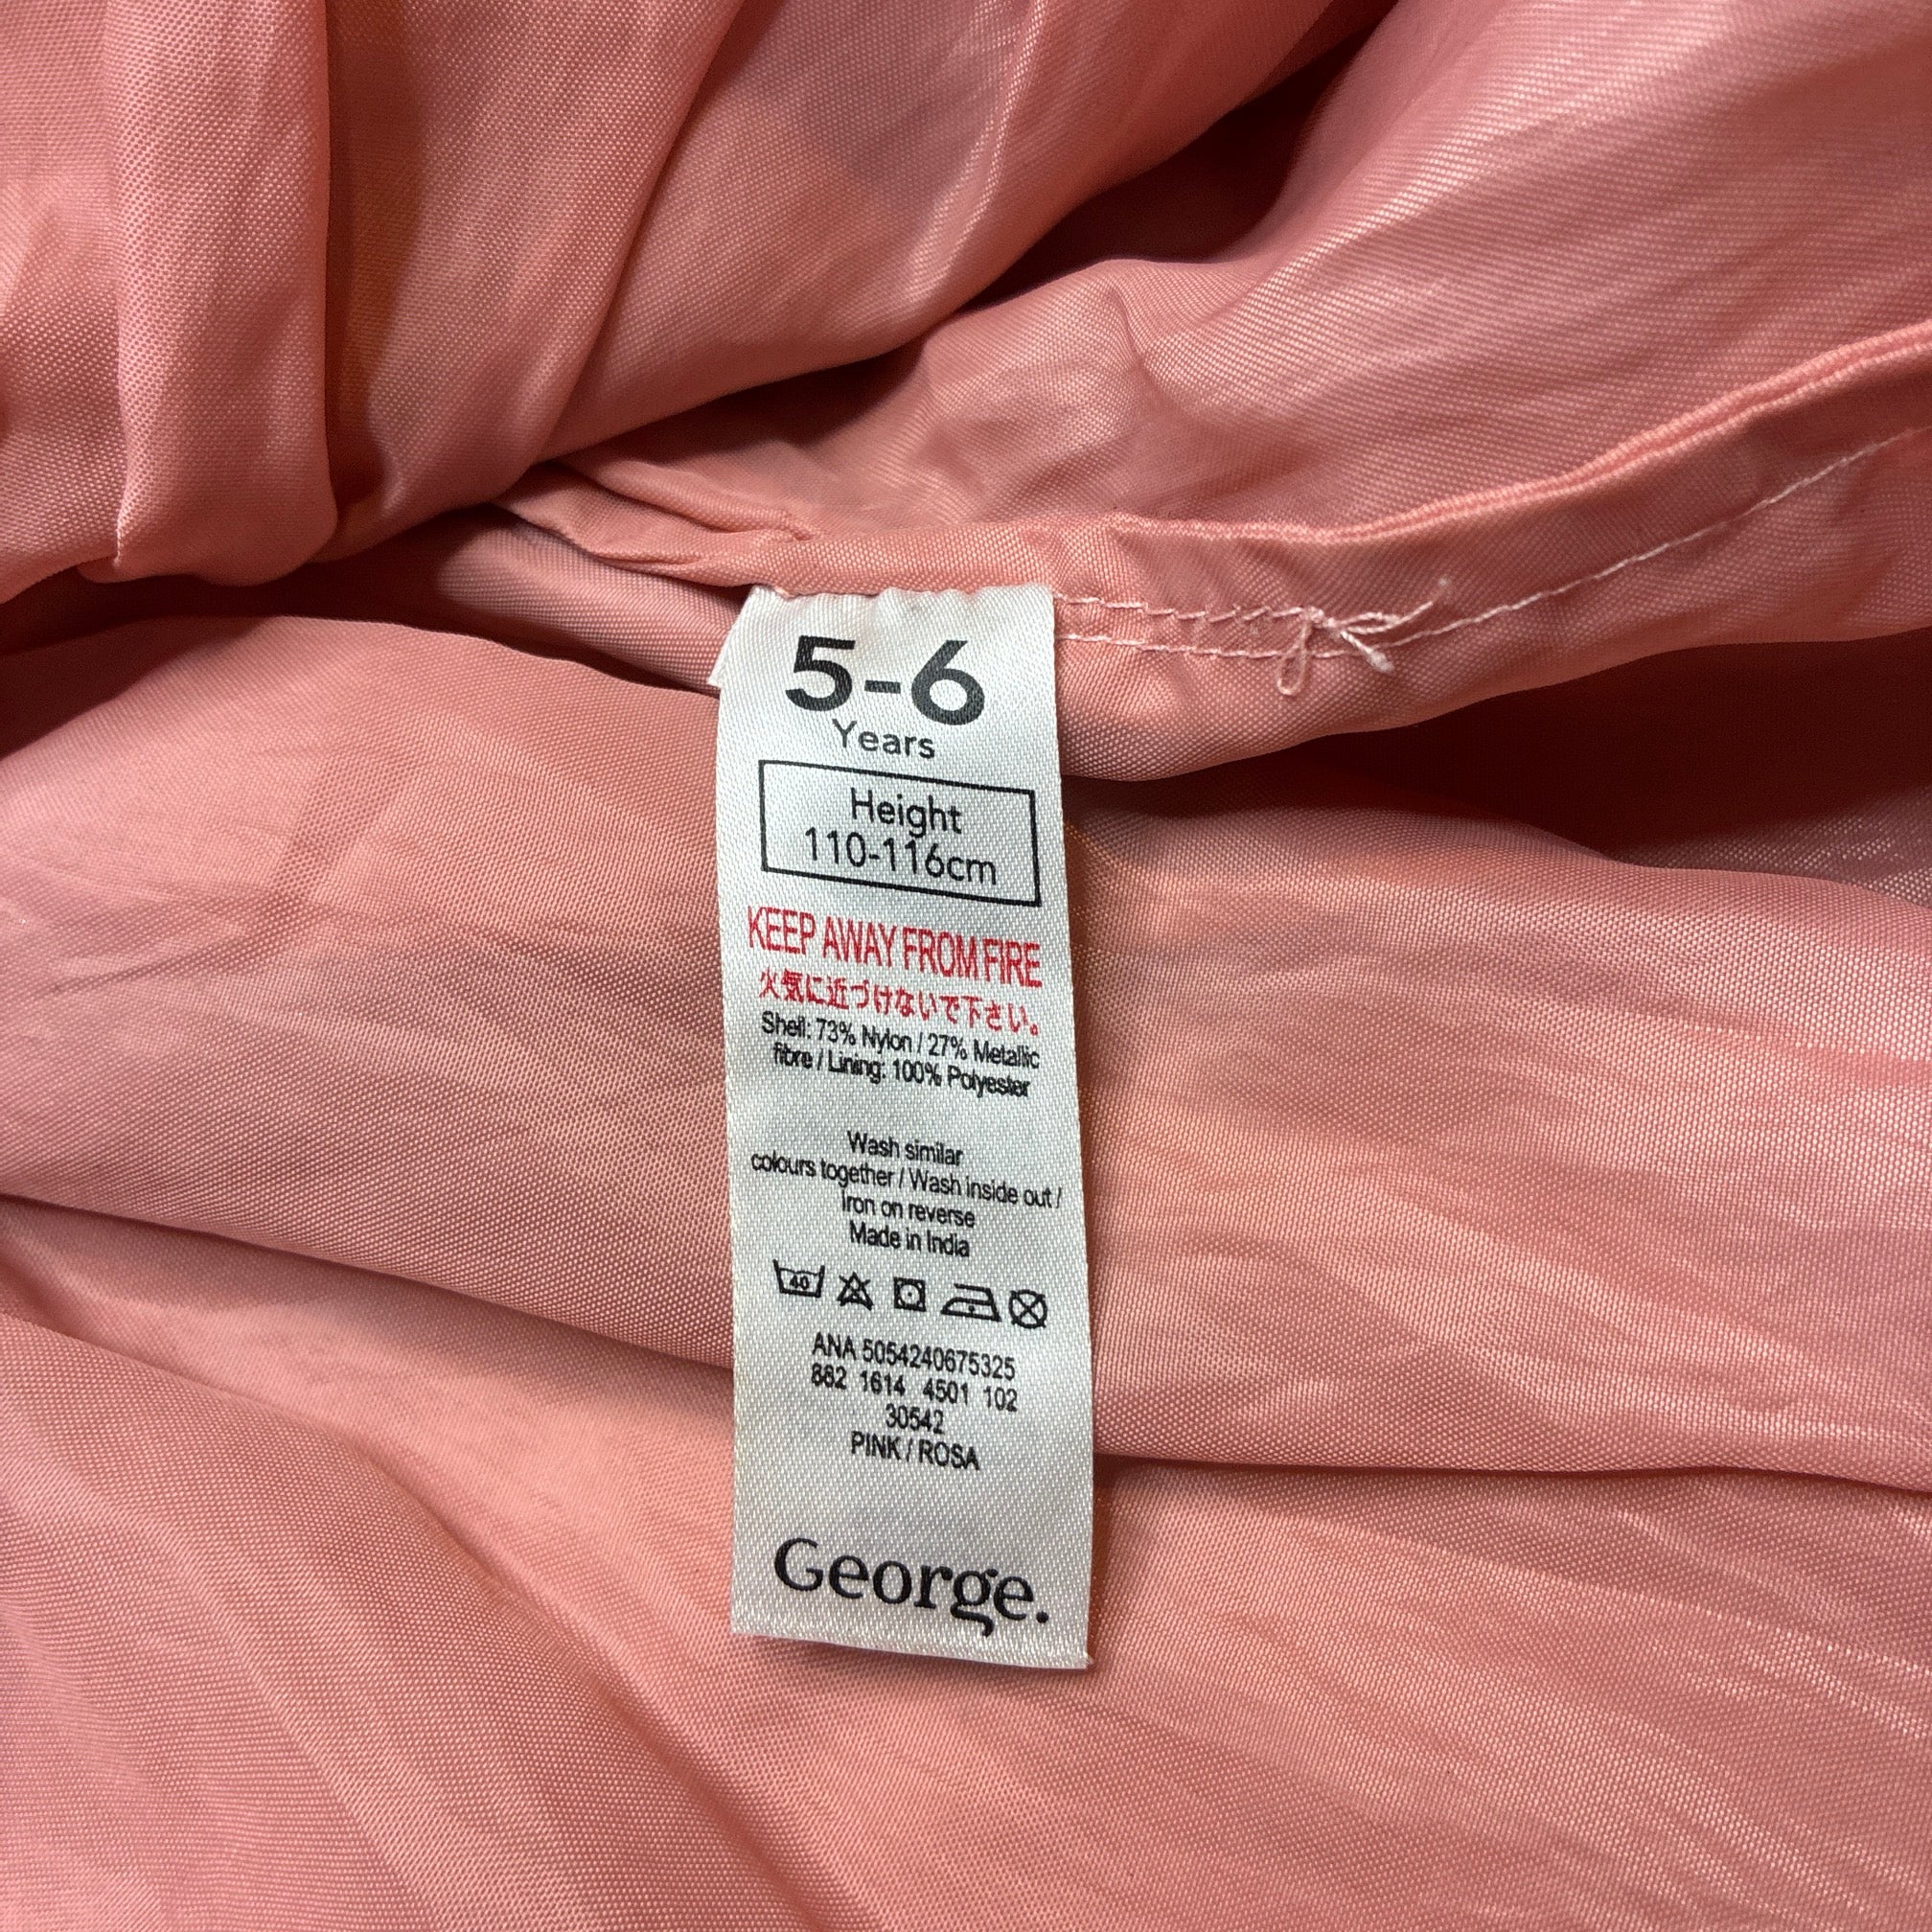 5-6
Years
Height
110-116cm
KEEP AWAY FROM FIRE
火気に近づけないで下さい。
Shell: 73% Nylon / 27% Metallic
fibre / Lining: 100% Polyester
Wash similar
colours together / Wash inside out /
Iron on reverse
Made in India
40
ANA 5054240675325
882 1614 4501 102
30542
PINK / ROSA
George.